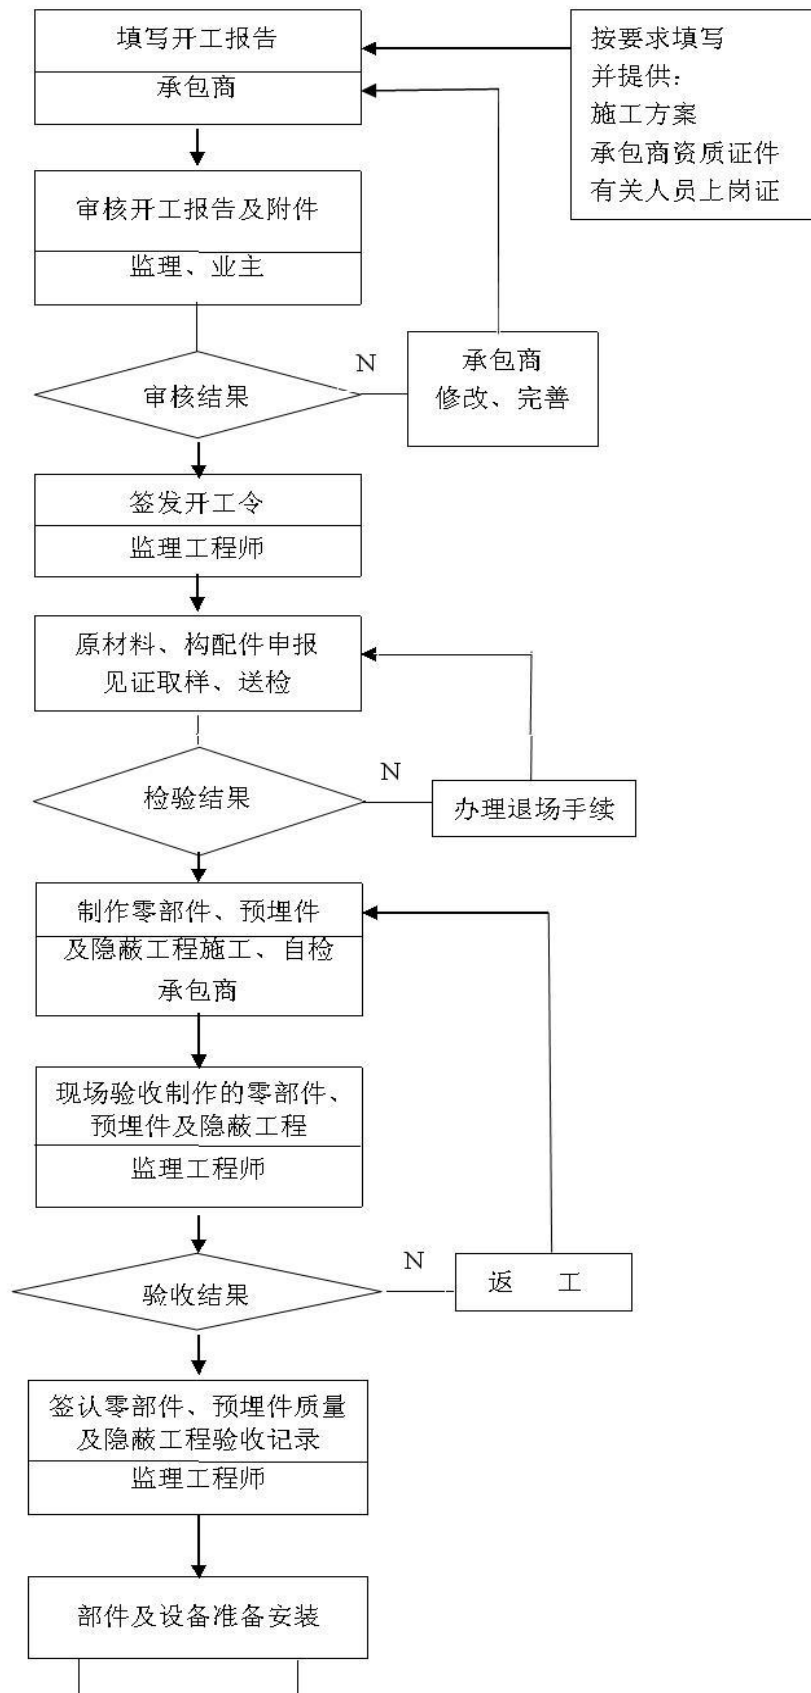 填写开工报告
承包商
按要求填写
并提供：
施工方案
承包商资质证件
有关人员上岗证
审核开工报告及附件
监理、业主
审核结果
N
承包商
修改、完善
签发开工令
监理工程师
原材料、构配件申报
见证取样、送检
检验结果
N
办理退场手续
制作零部件、预埋件
及隐蔽工程施工、自检
承包商
现场验收制作的零部件、
预埋件及隐蔽工程
监理工程师
验收结果
N
返 工
签认零部件、预埋件质量
及隐蔽工程验收记录
监理工程师
部件及设备准备安装